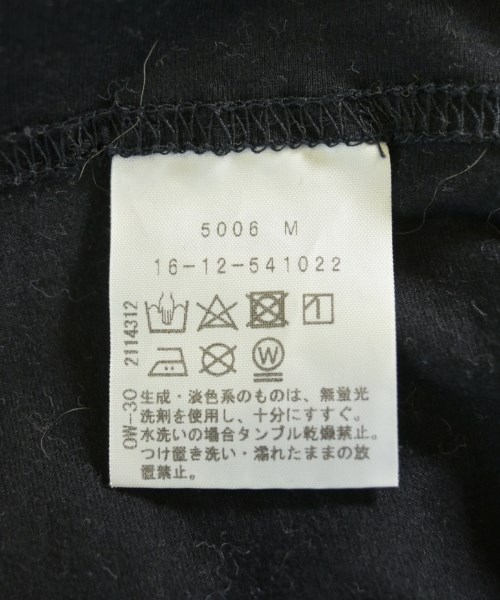 5006 M
16-12-541022
OW-30 2114312
W
生成・淡色系のものは、無蛍光
洗剤を使用し、十分にすすぐ。
水洗いの場合タンブル乾燥禁止。
つけ置き洗い・濡れたままの放
置禁止。